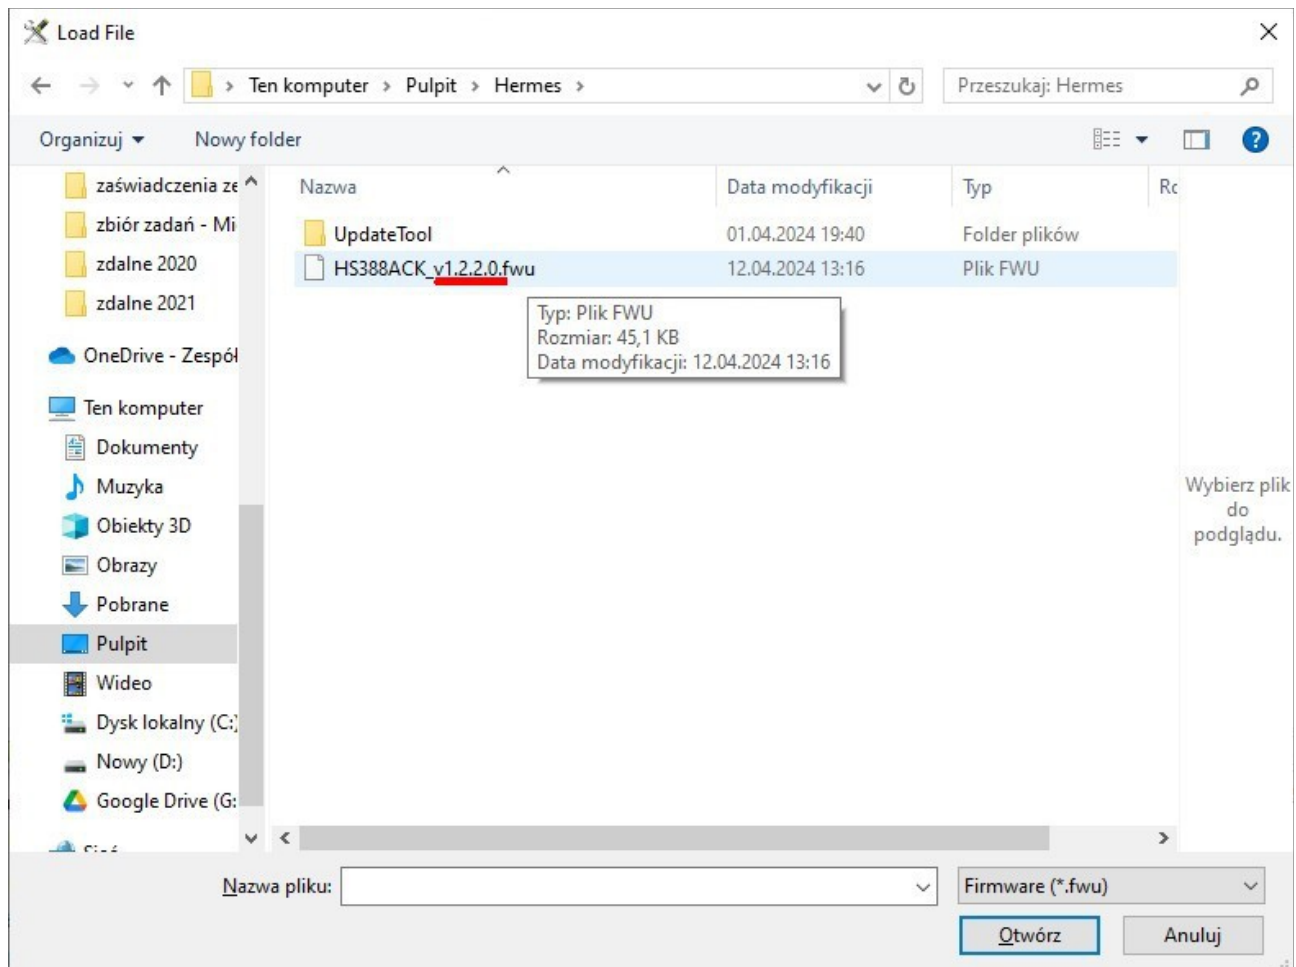 Load File
Ten komputer > Pulpit > Hermes >
Przeszukaj: Hermes
Organizuj
Nowy folder
Nazwa
Data modyfikacji
Typ
UpdateTool
01.04.2024 19:40
Folder plików
HS388ACK_v1.2.2.0.fwu
12.04.2024 13:16
Plik FWU
Typ: Plik FWU
Rozmiar: 45,1 KB
Data modyfikacji: 12.04.2024 13:16
zaświadczenia ze
zbiór zadań - Mi
zdalne 2020
zdalne 2021
OneDrive - Zespół
Ten komputer
Dokumenty
Muzyka
Obiekty 3D
Obrazy
Pobrane
Pulpit
Wideo
Dysk lokalny (C:)
Nowy (D:)
Google Drive (G:
Wybierz plik
do
podglądu.
Nazwa pliku:
Firmware (*.fwu)
Otwórz
Anuluj